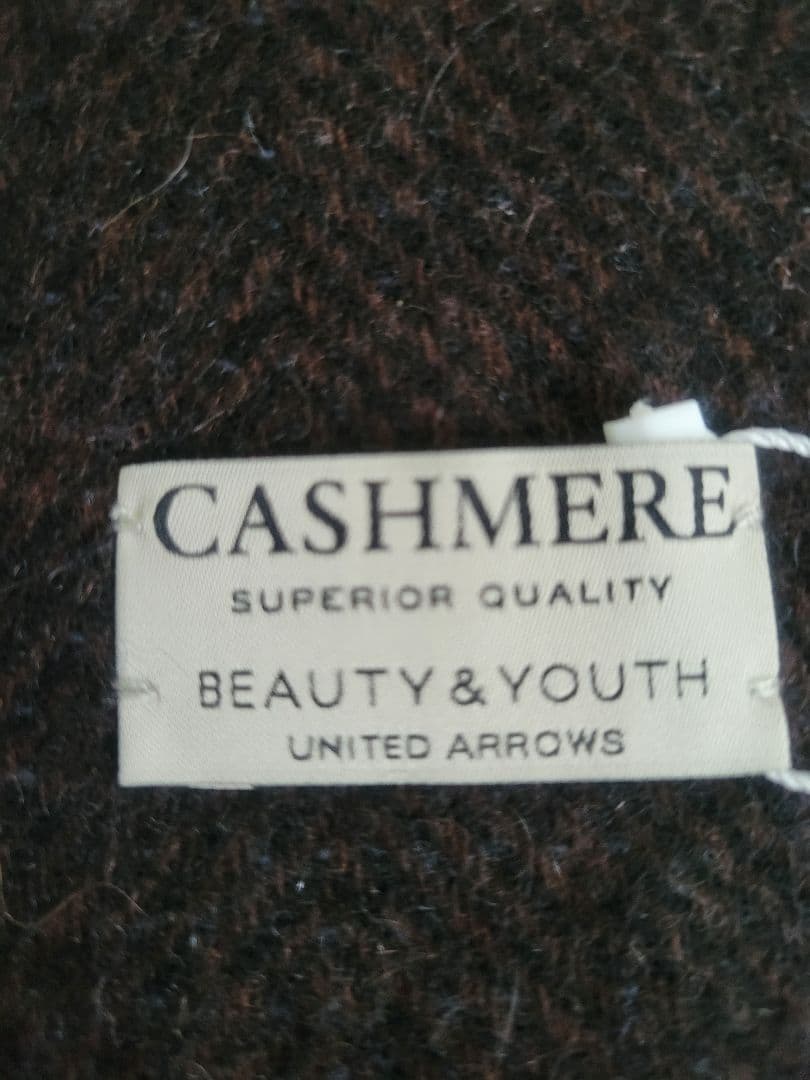 CASHMERE
SUPERIOR QUALITY
BEAUTY & YOUTH
UNITED ARROWS